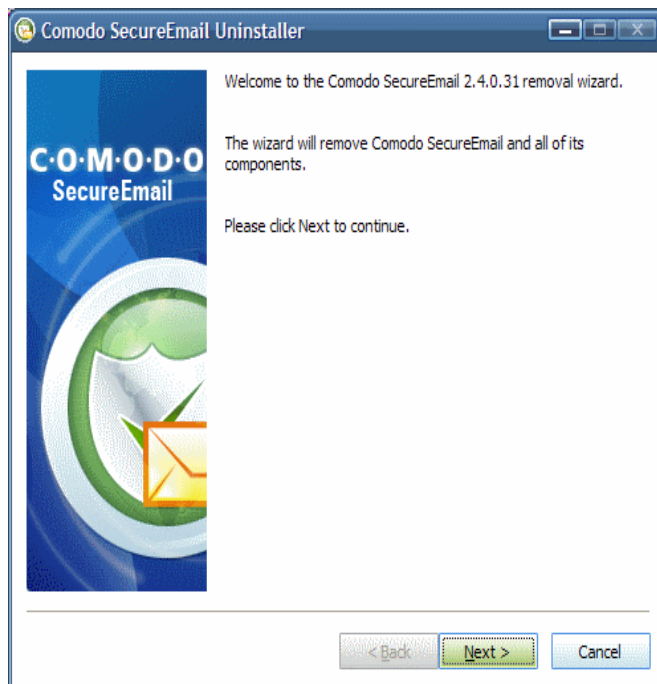 Comodo SecureEmail Uninstaller
C·O·M·O·D·O
SecureEmail
Welcome to the Comodo SecureEmail 2.4.0.31 removal wizard.
The wizard will remove Comodo SecureEmail and all of its
components.
Please click Next to continue.
< Back
Next >
Cancel